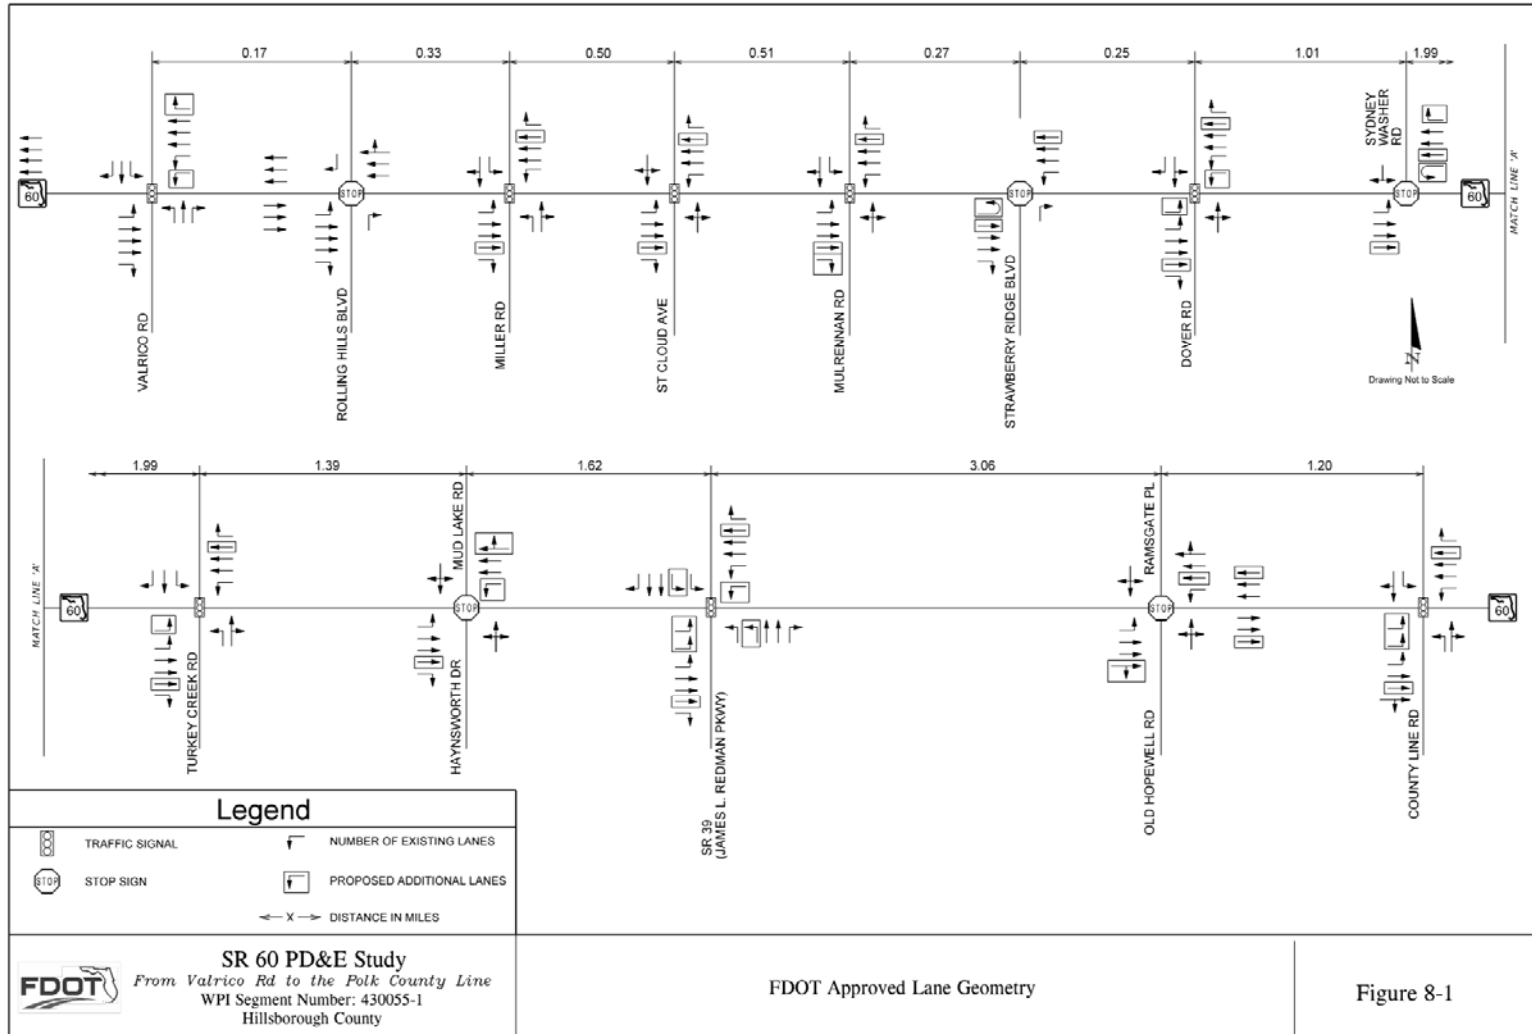 0.17 0.33 0.50 0.51 0.27 0.25 1.01 1.99
SYDNEY
WASHER
RD
MATCH LINE 'A'
60
STOP
STOP
STOP
60
VALRICO RD
ROLLING HILLS BLVD
MILLER RD
ST CLOUD AVE
MULRENNAN RD
STRAWBERRY RIDGE BLVD
DOVER RD
N
Drawing Not to Scale
1.99 1.39 1.62 3.06 1.20
MATCH LINE 'A'
MUD LAKE RD
RAMSGATE PL
60
STOP
STOP
60
TURKEY CREEK RD
HAYNSWORTH DR
SR 39
(JAMES L. REDMAN PKWY)
OLD HOPEWELL RD
COUNTY LINE RD
Legend
TRAFFIC SIGNAL
NUMBER OF EXISTING LANES
STOP
STOP SIGN
PROPOSED ADDITIONAL LANES
X
DISTANCE IN MILES
FDOT
SR 60 PD&E Study
From Valrico Rd to the Polk County Line
WPI Segment Number: 430055-1
Hillsborough County
FDOT Approved Lane Geometry
Figure 8-1